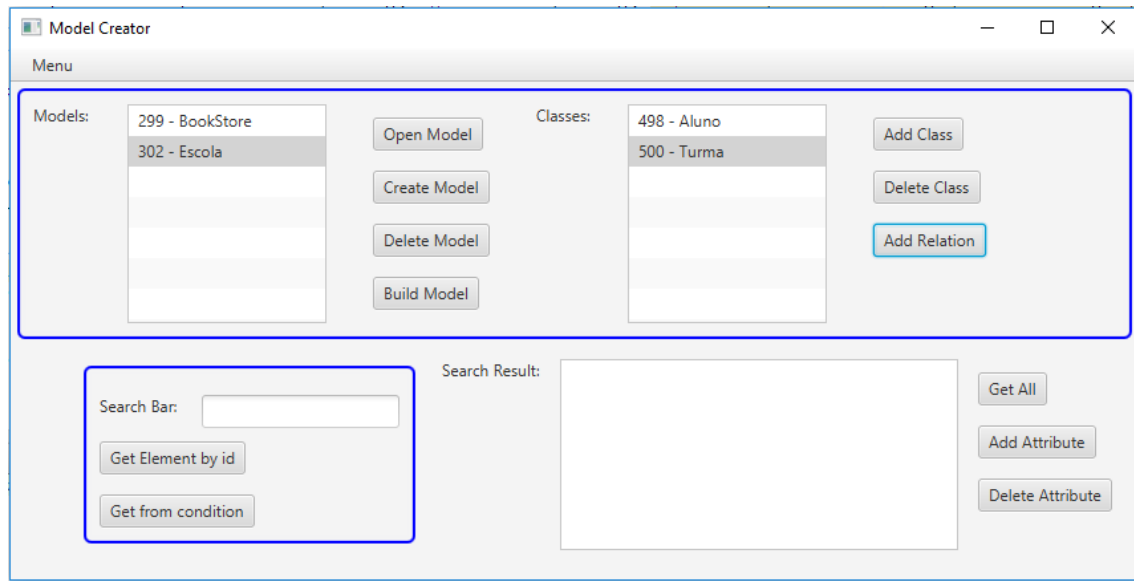 Model Creator
Menu
Models:
299 - BookStore
302 - Escola
Open Model
Create Model
Delete Model
Build Model
Classes:
498 - Aluno
500 - Turma
Add Class
Delete Class
Add Relation
Search Bar:
Get Element by id
Get from condition
Search Result:
Get All
Add Attribute
Delete Attribute